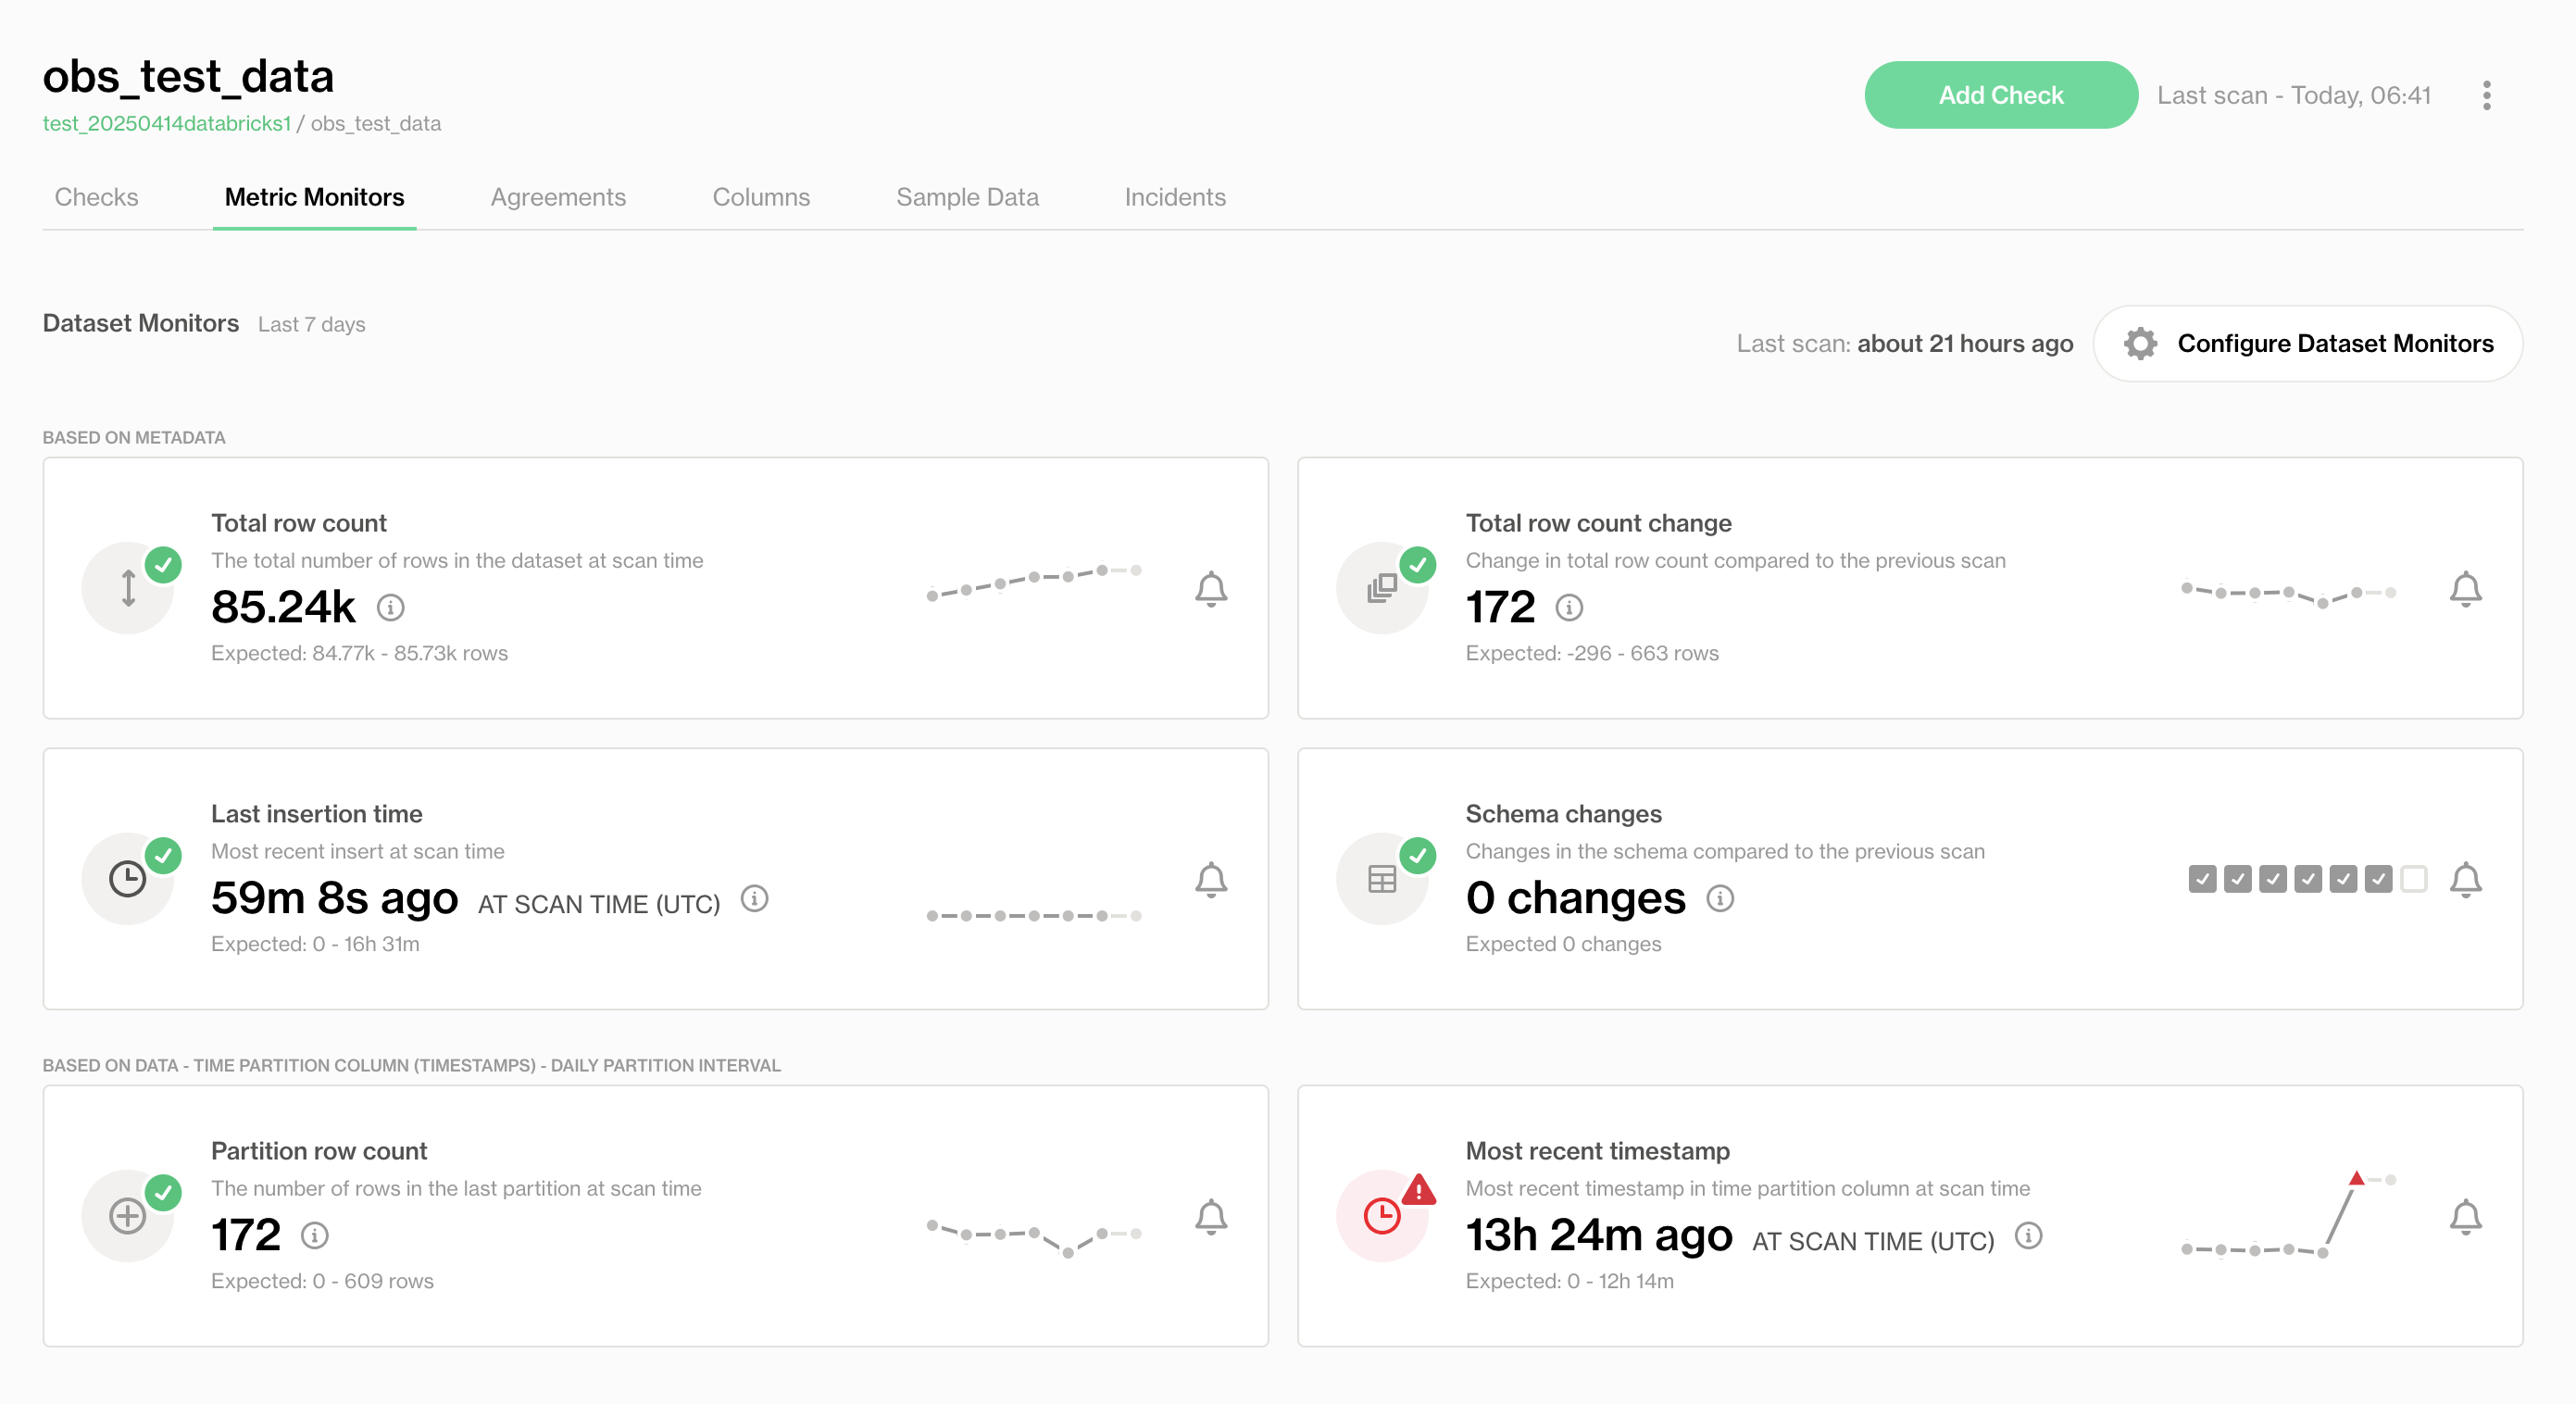 obs_test_data
test_20250414databricks1 / obs_test_data
Add Check
Last scan - Today, 06:41
Checks
Metric Monitors
Agreements
Columns
Sample Data
Incidents
Dataset Monitors Last 7 days
Last scan: about 21 hours ago
Configure Dataset Monitors
BASED ON METADATA
Total row count
The total number of rows in the dataset at scan time
85.24k
Expected: 84.77k - 85.73k rows
Total row count change
Change in total row count compared to the previous scan
172
Expected: -296 - 663 rows
Last insertion time
Most recent insert at scan time
59m 8s ago AT SCAN TIME (UTC)
Expected: 0 - 16h 31m
Schema changes
Changes in the schema compared to the previous scan
0 changes
Expected 0 changes
BASED ON DATA - TIME PARTITION COLUMN (TIMESTAMPS) - DAILY PARTITION INTERVAL
Partition row count
The number of rows in the last partition at scan time
172
Expected: 0 - 609 rows
Most recent timestamp
Most recent timestamp in time partition column at scan time
13h 24m ago AT SCAN TIME (UTC)
Expected: 0 - 12h 14m